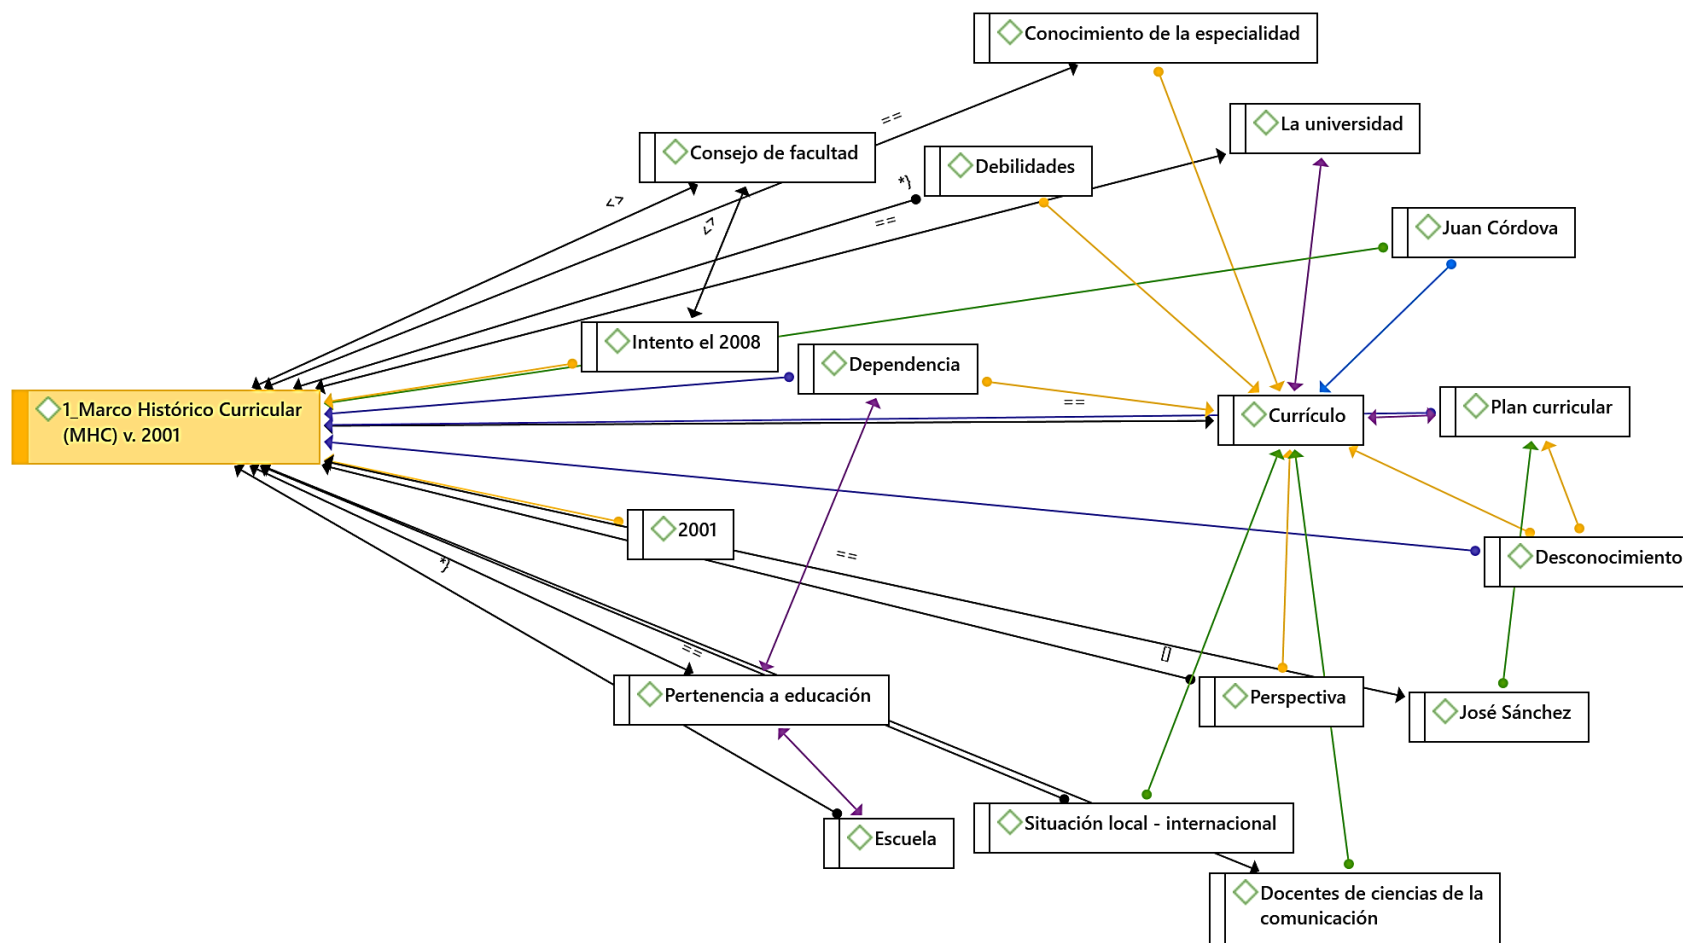 Conocimiento de la especialidad
==
La universidad
Consejo de facultad
Debilidades
*}
<>
==
<>
Juan Córdova
Intento el 2008
Dependencia
1_Marco Histórico Curricular
(MHC) v. 2001
==
Currículo
Plan curricular
2001
==
Desconocimiento
*}
==
[]
Pertenencia a educación
Perspectiva
José Sánchez
Escuela
Situación local - internacional
Docentes de ciencias de la
comunicación